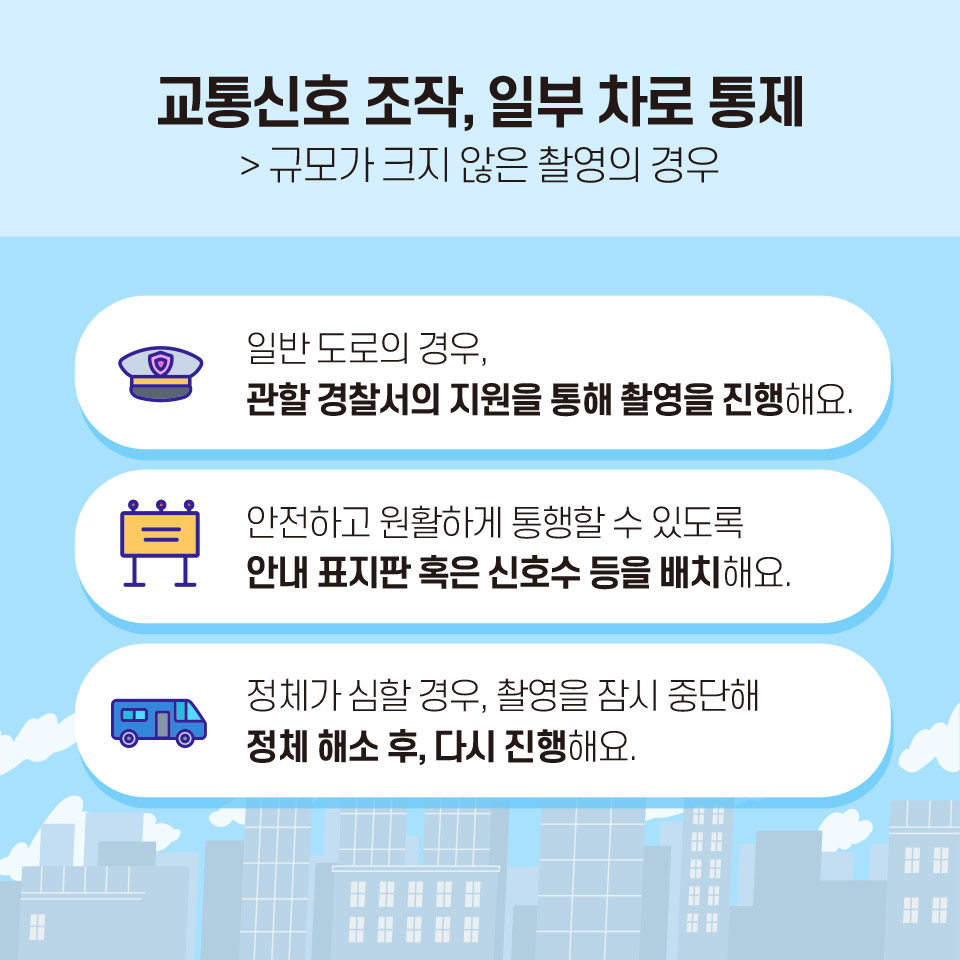 교통신호 조작, 일부 차로 통제
> 규모가 크지 않은 촬영의 경우
일반 도로의 경우,
관할 경찰서의 지원을 통해 촬영을 진행해요.
안전하고 원활하게 통행할 수 있도록
안내 표지판 혹은 신호수 등을 배치해요.
정체가 심할 경우, 촬영을 잠시 중단해
정체 해소 후, 다시 진행해요.